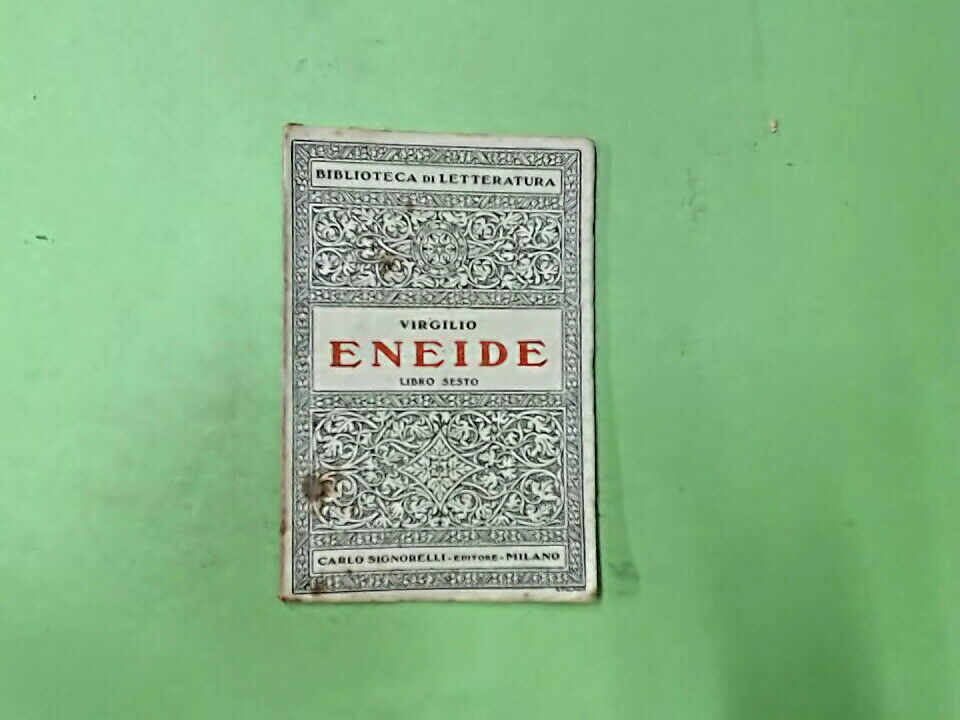 BIBLIOTECA DI LETTERATURA
VIRGILIO
ENEIDE
LIBRO SESTO
CARLO SIGNORELLI - EDITORE - MILANO